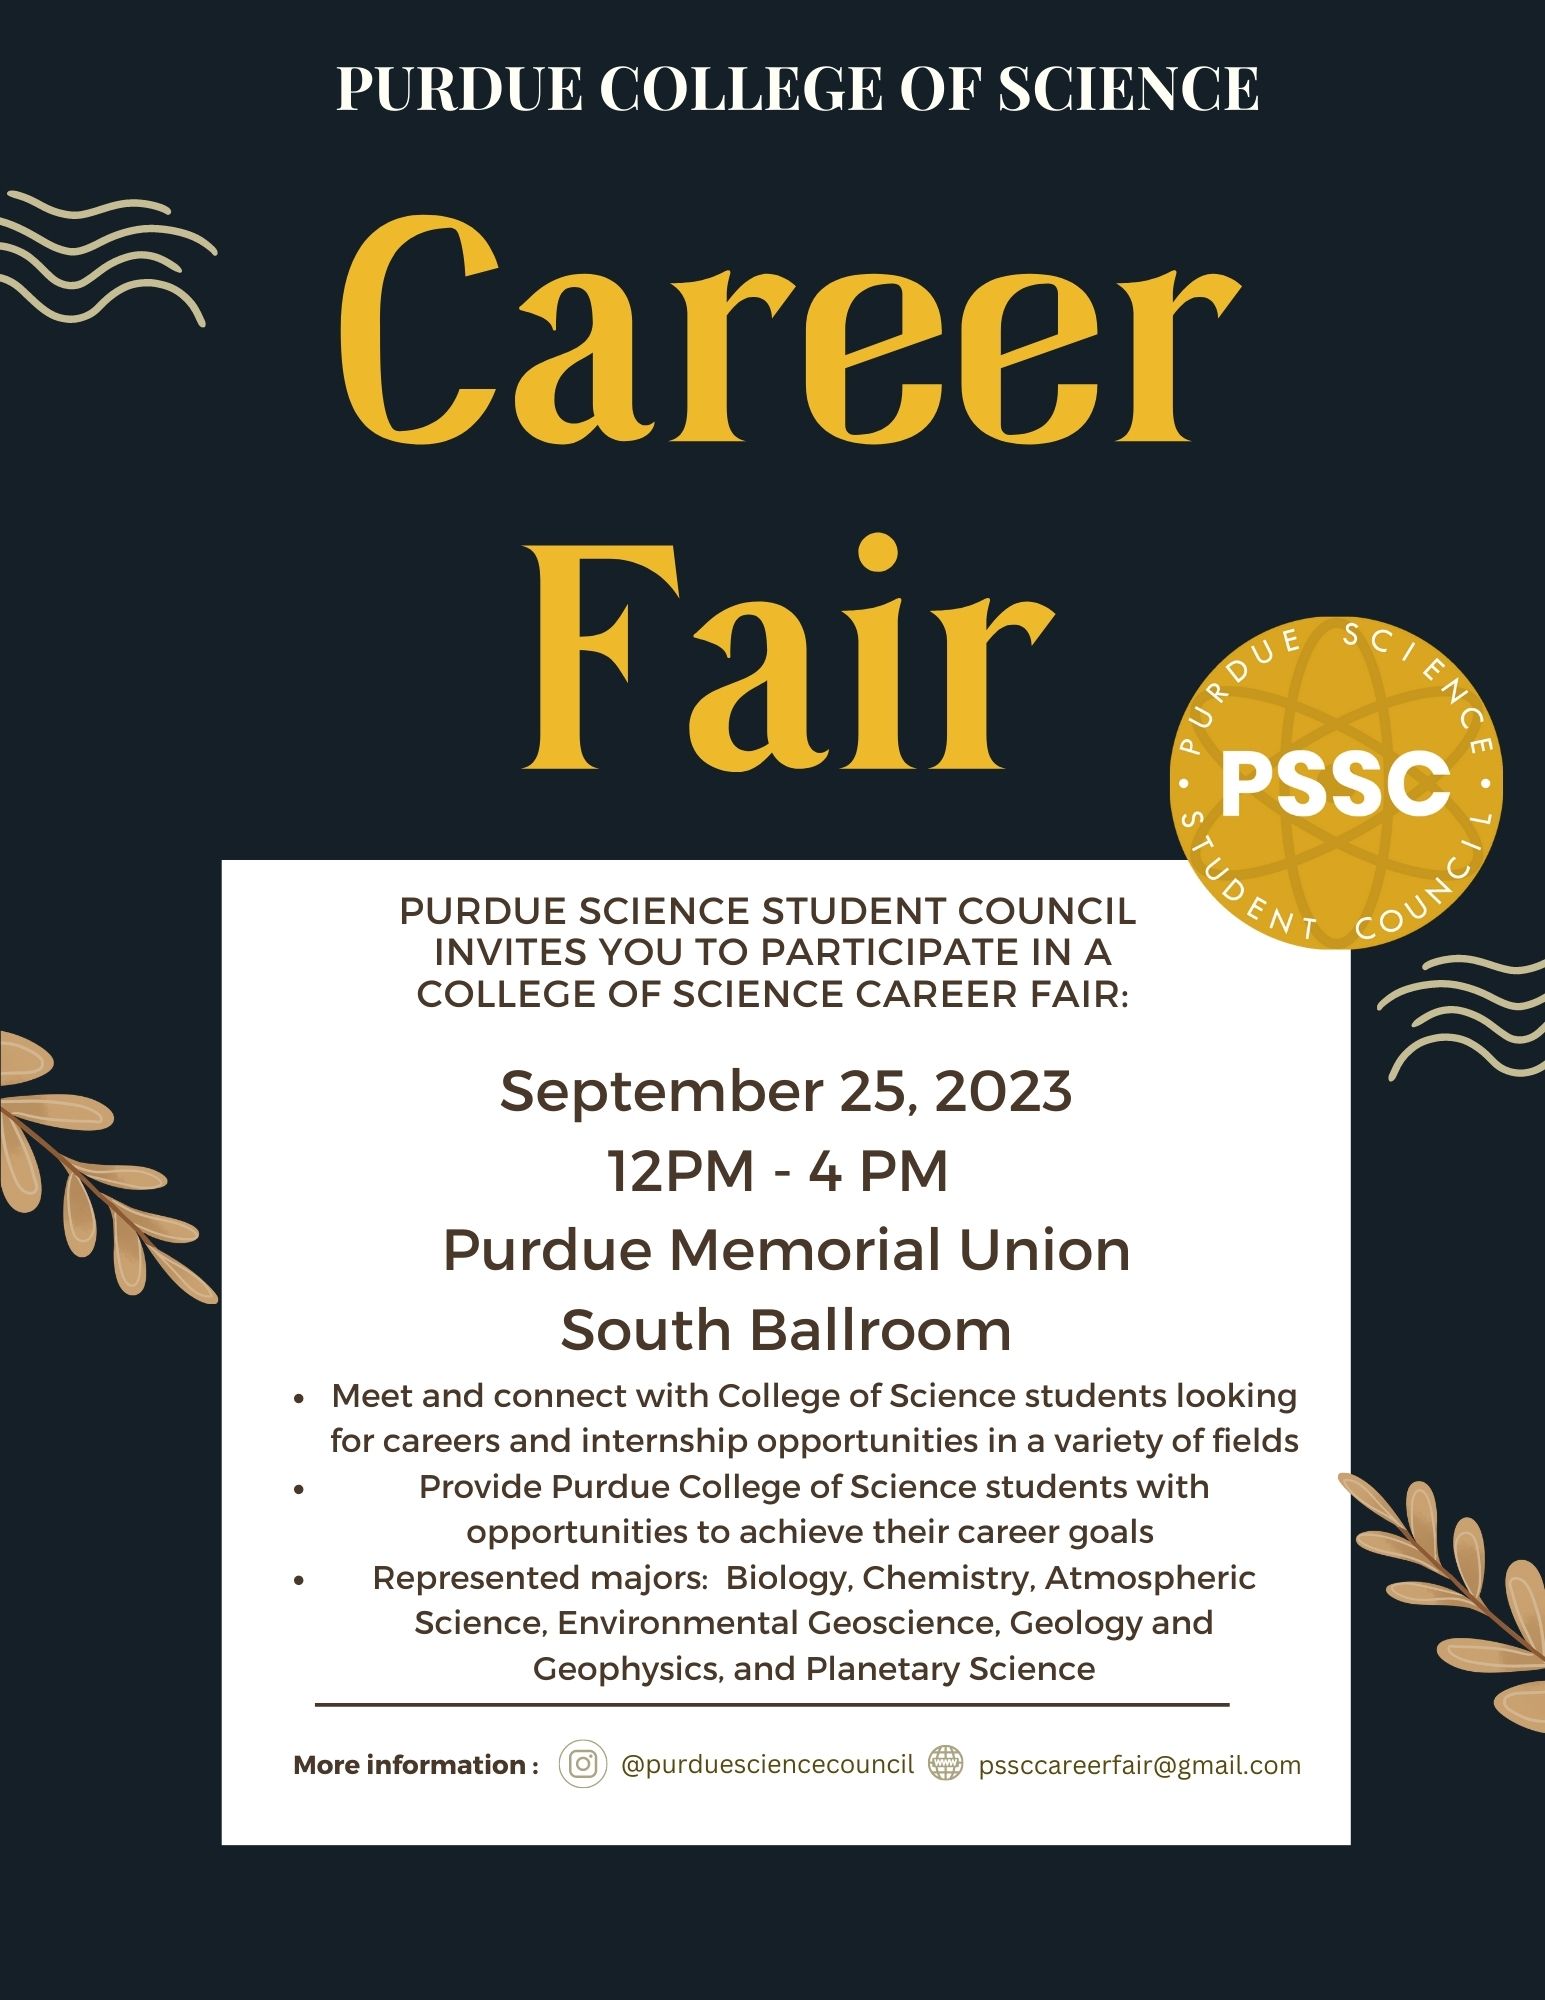 PURDUE COLLEGE OF SCIENCE
Career
Fair
PURDUE SCIENCE
PSSC
STUDENT COUNCIL
PURDUE SCIENCE STUDENT COUNCIL
INVITES YOU TO PARTICIPATE IN A
COLLEGE OF SCIENCE CAREER FAIR:
September 25, 2023
12PM - 4 PM
Purdue Memorial Union
South Ballroom
• Meet and connect with College of Science students looking
for careers and internship opportunities in a variety of fields
• Provide Purdue College of Science students with
opportunities to achieve their career goals
• Represented majors: Biology, Chemistry, Atmospheric
Science, Environmental Geoscience, Geology and
Geophysics, and Planetary Science
More information : @purduesciencecouncil pssccareerfair@gmail.com